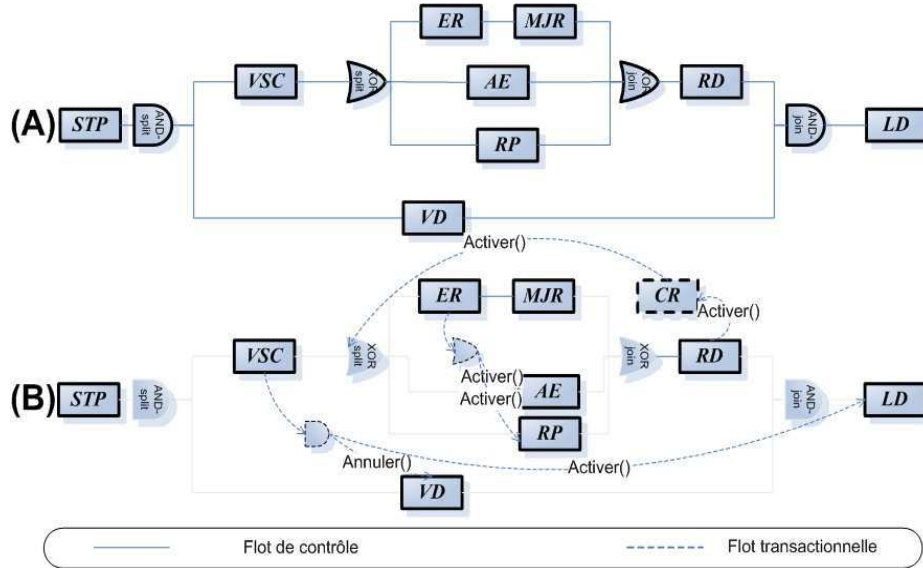 ER
MJR
VSC
XOR split
AE
XOR join
RD
(A)
STP
AND-split
AND-join
LD
RP
VD
Activer()
ER
MJR
CR
Activer()
VSC
XOR split
XOR join
RD
(B)
STP
AND-split
Activer()
Activer()
AE
AND-join
LD
RP
Annuler()
Activer()
VD
Flot de contrôle
Flot transactionnelle